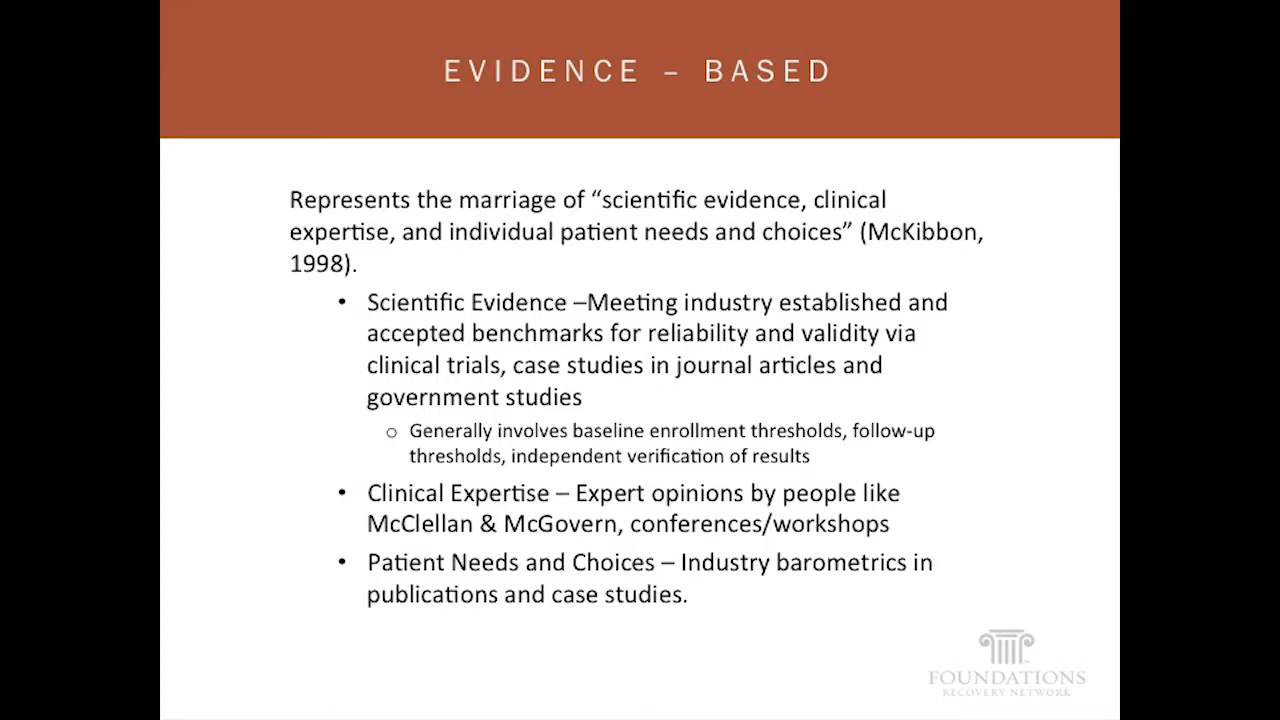 EVIDENCE – BASED
Represents the marriage of “scientific evidence, clinical
expertise, and individual patient needs and choices” (McKibbon,
1998).
• Scientific Evidence –Meeting industry established and
accepted benchmarks for reliability and validity via
clinical trials, case studies in journal articles and
government studies
o Generally involves baseline enrollment thresholds, follow-up
thresholds, independent verification of results
• Clinical Expertise – Expert opinions by people like
McClellan & McGovern, conferences/workshops
• Patient Needs and Choices – Industry barometrics in
publications and case studies.
FOUNDATIONS
RECOVERY NETWORK